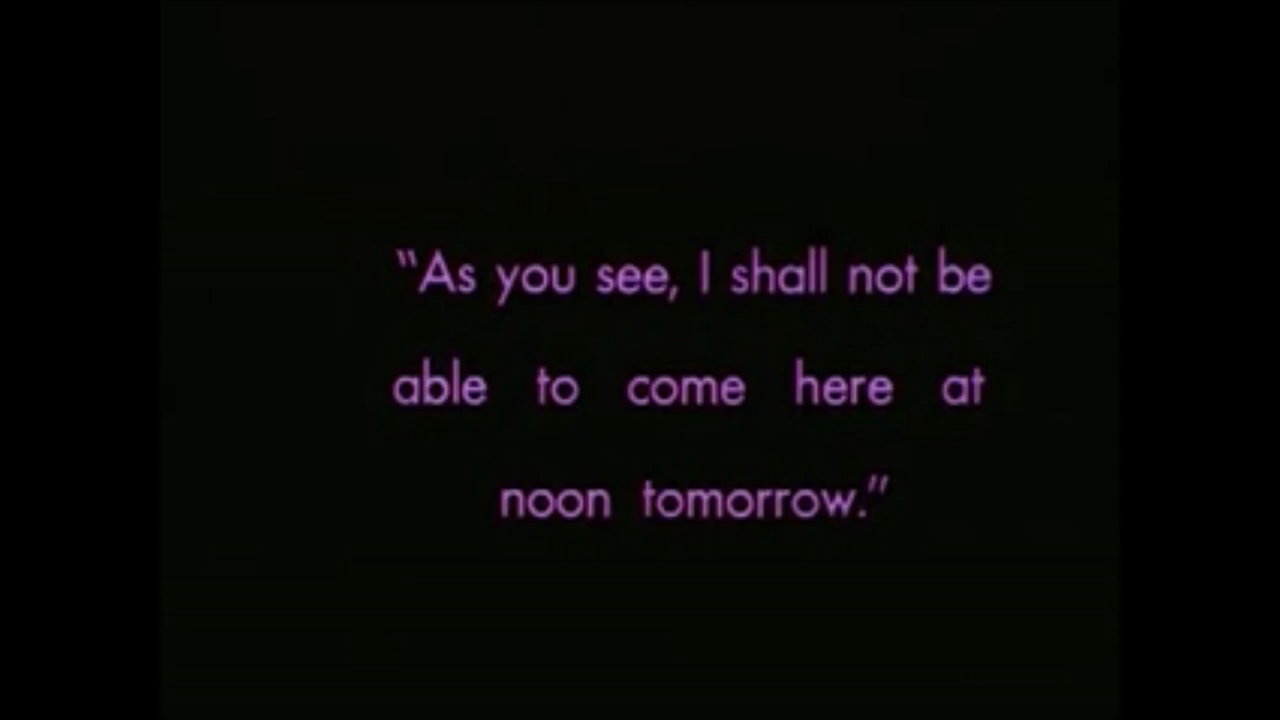 “As you see, I shall not be
able to come here at
noon tomorrow.”